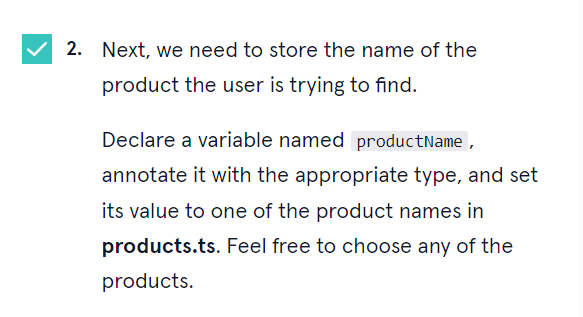 2. Next, we need to store the name of the
product the user is trying to find.
Declare a variable named productName,
annotate it with the appropriate type, and set
its value to one of the product names in
products.ts. Feel free to choose any of the
products.